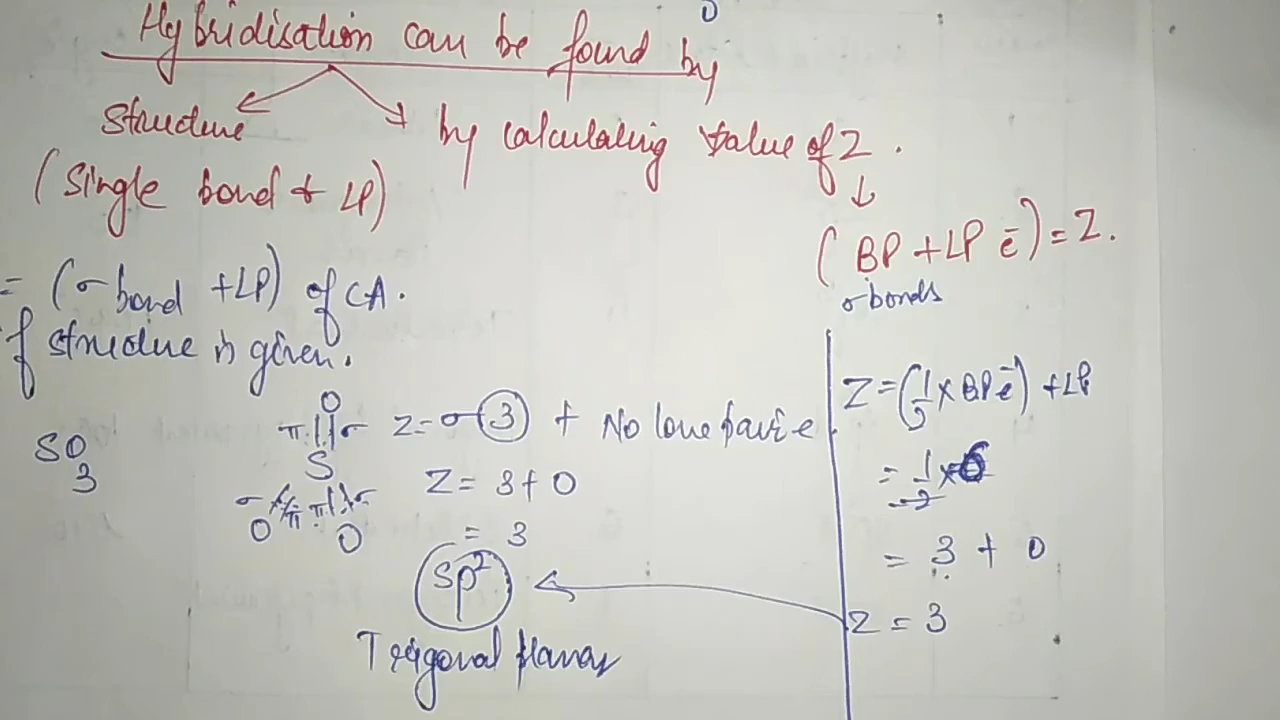 Hybridisation can be found by
Structure
by calculating value of Z.
(Single bond + LP)
(BP + LP ē) = Z.
σ bonds
= (σ bond + LP) of CA.
if structure is given.
SO3
O
π || σ
S
σ π π σ
O O
Z = σ 3 + No lone pair e
Z = 3 + 0
= 3
sp²
Trigonal planar
Z = (1/2 × BP ē) + LP
= 1/2 × 6
= 3 + 0
Z = 3